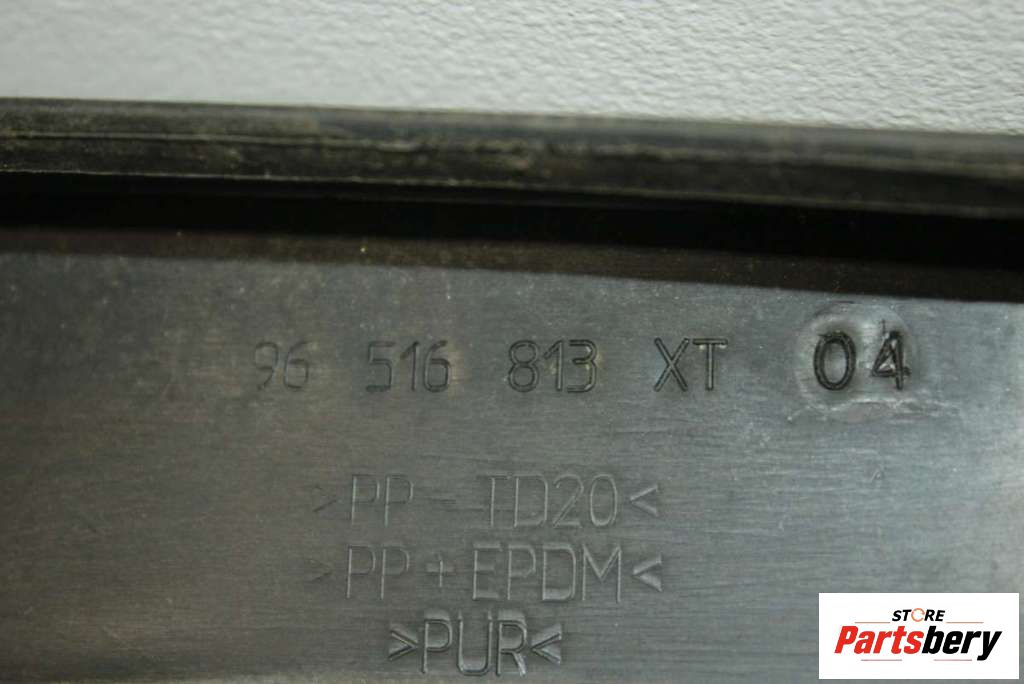 96 516 813 XT 04
>PP-TD20<
>PP+EPDM<
>PUR<
STORE
Partsbery